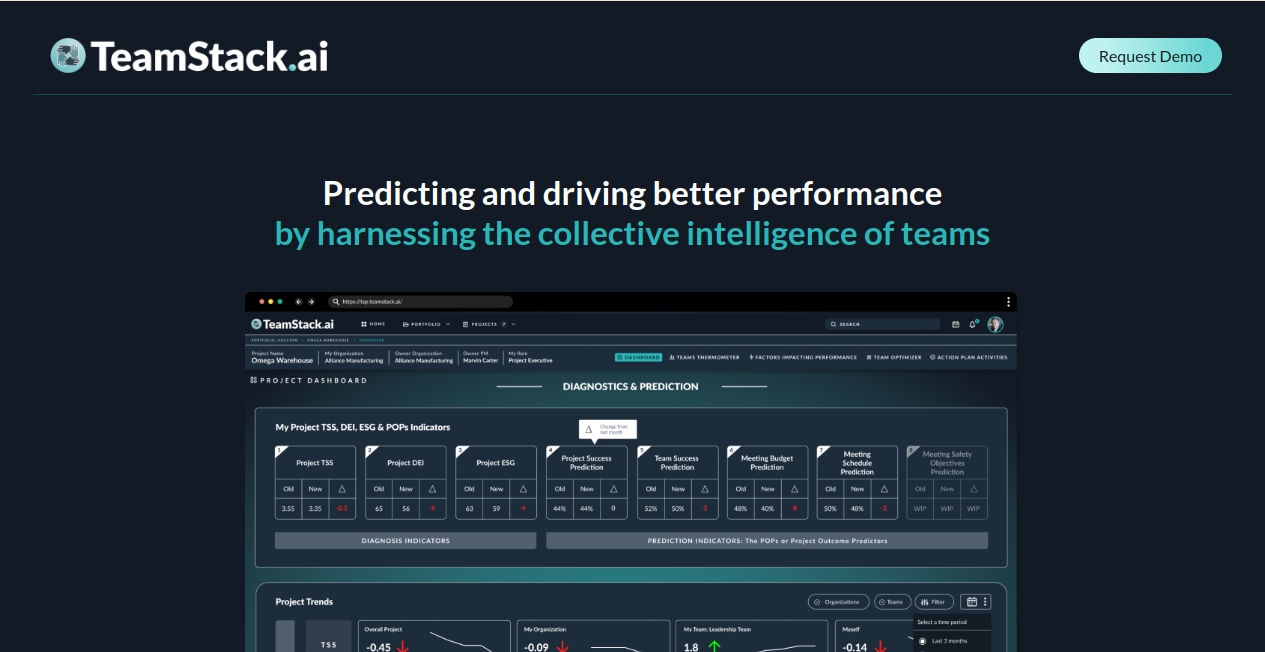 TeamStack.ai
Request Demo
Predicting and driving better performance
by harnessing the collective intelligence of teams
https://tsp.teamstack.ai/
TeamStack.ai HOME PORTFOLIO PROJECTS 7 SEARCH
PORTFOLIO: HOUSTON > OMEGA WAREHOUSE > DASHBOARD
Project Name My Organization Owner Organization Owner PM My Role
Omega Warehouse Alliance Manufacturing Alliance Manufacturing Marvin Carter Project Executive
DASHBOARD TEAMS THERMOMETER FACTORS IMPACTING PERFORMANCE TEAM OPTIMIZER ACTION PLAN ACTIVITIES
PROJECT DASHBOARD
DIAGNOSTICS & PREDICTION
My Project TSS, DEI, ESG & POPs Indicators
Δ Change from
last month
1 Project TSS
Old New Δ
3.55 3.35 -0.2
2 Project DEI
Old New Δ
65 56 -9
3 Project ESG
Old New Δ
63 59 -4
4 Project Success
Prediction
Old New Δ
44% 44% 0
5 Team Success
Prediction
Old New Δ
52% 50% -2
6 Meeting Budget
Prediction
Old New Δ
48% 40% -8
7 Meeting
Schedule
Prediction
Old New Δ
50% 48% -2
8 Meeting Safety
Objectives
Prediction
Old New Δ
WIP WIP WIP
DIAGNOSIS INDICATORS
PREDICTION INDICATORS: The POPs or Project Outcome Predictors
Project Trends
Organizations Teams Filter
Select a time period
Last 3 months
TSS
Overall Project
-0.45
My Organization
-0.09
My Team: Leadership Team
1.8
Myself
-0.14